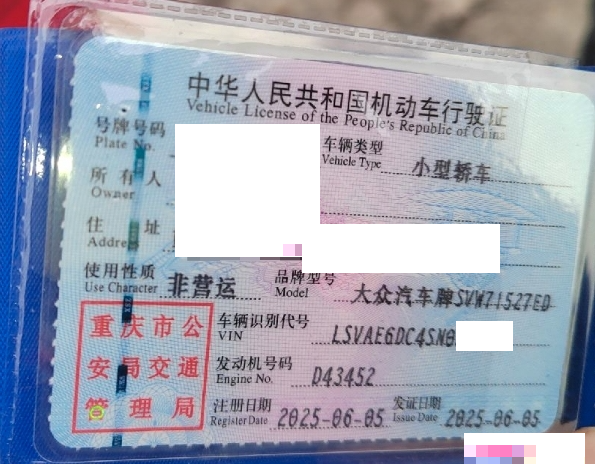 中华人民共和国机动车行驶证
Vehicle License of the People's Republic of China
号牌号码
Plate No.
车辆类型
Vehicle Type
小型轿车
所有人
Owner
住址
Address
使用性质
Use Character
非营运
品牌型号
Model
大众汽车牌SVW71527ED
重庆市公
安局交通
管理局
车辆识别代号
VIN
LSVAE6DC4SN
发动机号码
Engine No.
D43452
注册日期
Register Date
2025-06-05
发证日期
Issue Date
2025-06-05